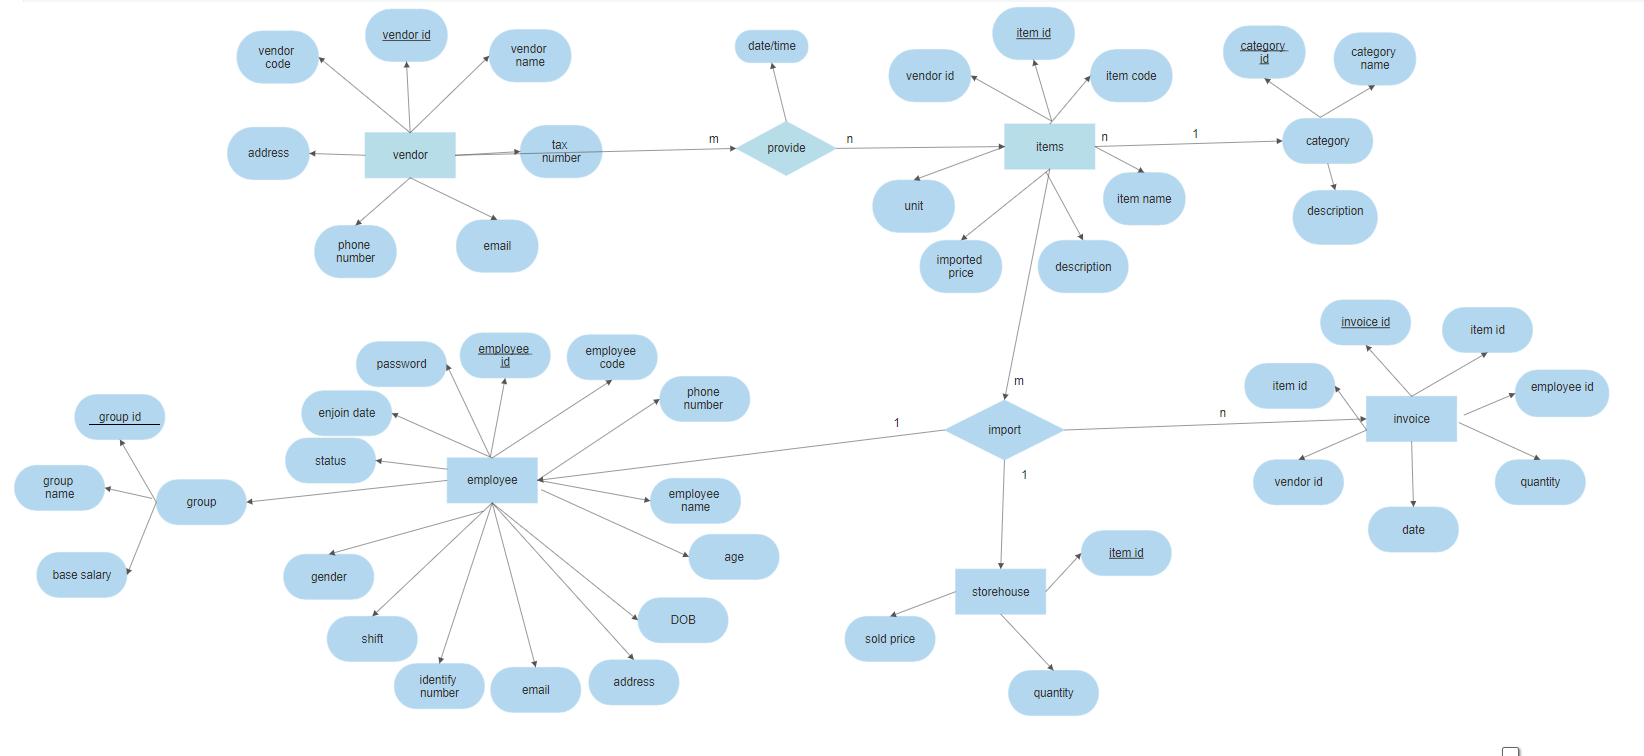 vendor
code
vendor id
vendor
name
address
vendor
tax
number
phone
number
email
date/time
m
provide
n
item id
vendor id
item code
items
n
1
unit
item name
imported
price
description
category
id
category
name
category
description
password
employee
id
employee
code
phone
number
enjoin date
status
group id
group
name
group
base salary
employee
employee
name
age
gender
shift
identify
number
email
address
DOB
m
1
import
n
1
invoice id
item id
item id
employee id
invoice
vendor id
quantity
date
item id
storehouse
sold price
quantity